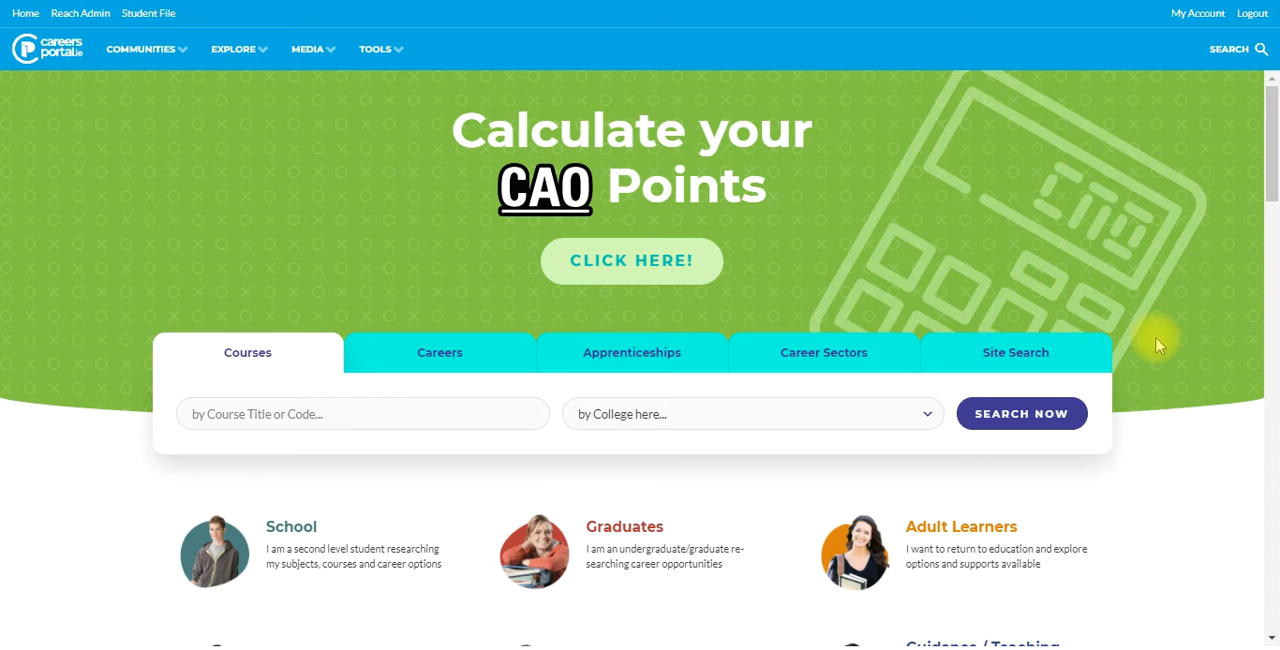 Home Reach Admin Student File My Account Logout
careers portal.ie COMMUNITIES EXPLORE MEDIA TOOLS SEARCH
Calculate your
CAO Points
CLICK HERE!
CAO
Courses Careers Apprenticeships Career Sectors Site Search
by Course Title or Code... by College here... SEARCH NOW
School
I am a second level student researching
my subjects, courses and career options
Graduates
I am an undergraduate/graduate re-
searching career opportunities
Adult Learners
I want to return to education and explore
options and supports available
Guidance / Teaching